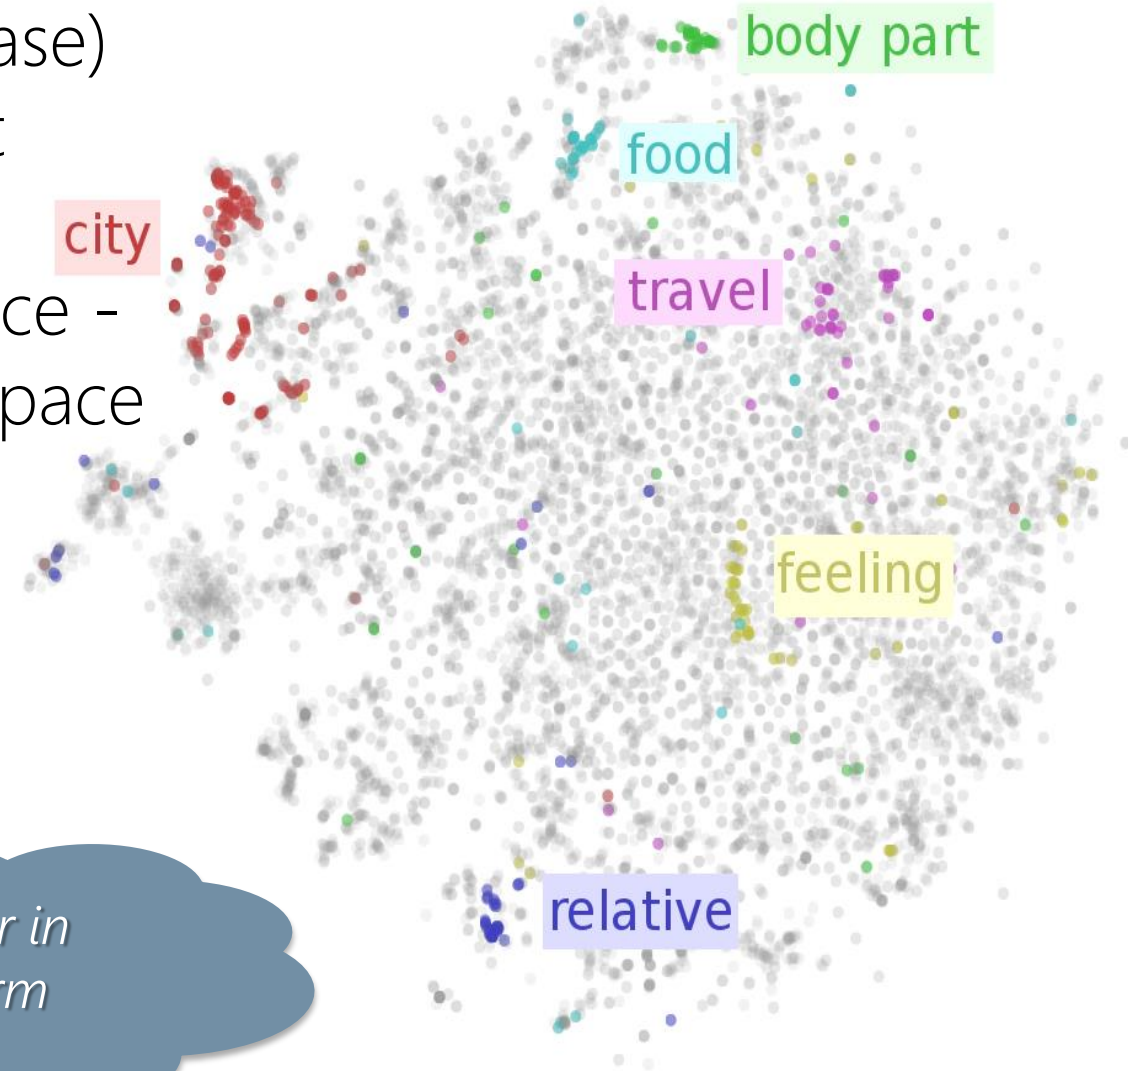 ase)
body part
food
city
travel
ce -
pace
feeling
relative
r in
rm